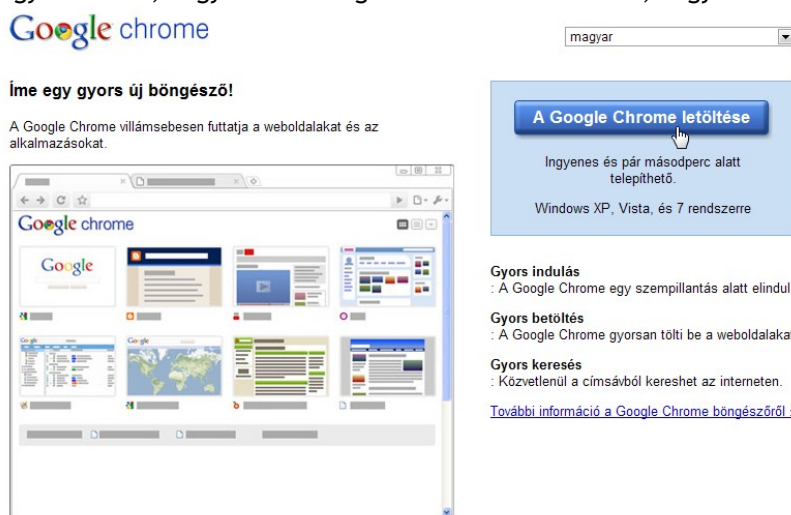 Google chrome
magyar
Íme egy gyors új böngésző!
A Google Chrome villámsebesen futtatja a weboldalakat és az
alkalmazásokat.
Google chrome
Google
A Google Chrome letöltése
Ingyenes és pár másodperc alatt
telepíthető.
Windows XP, Vista, és 7 rendszerre
Gyors indulás
: A Google Chrome egy szempillantás alatt elindul
Gyors betöltés
: A Google Chrome gyorsan tölti be a weboldalaka
Gyors keresés
: Közvetlenül a címsávból kereshet az interneten.
További információ a Google Chrome böngészőről